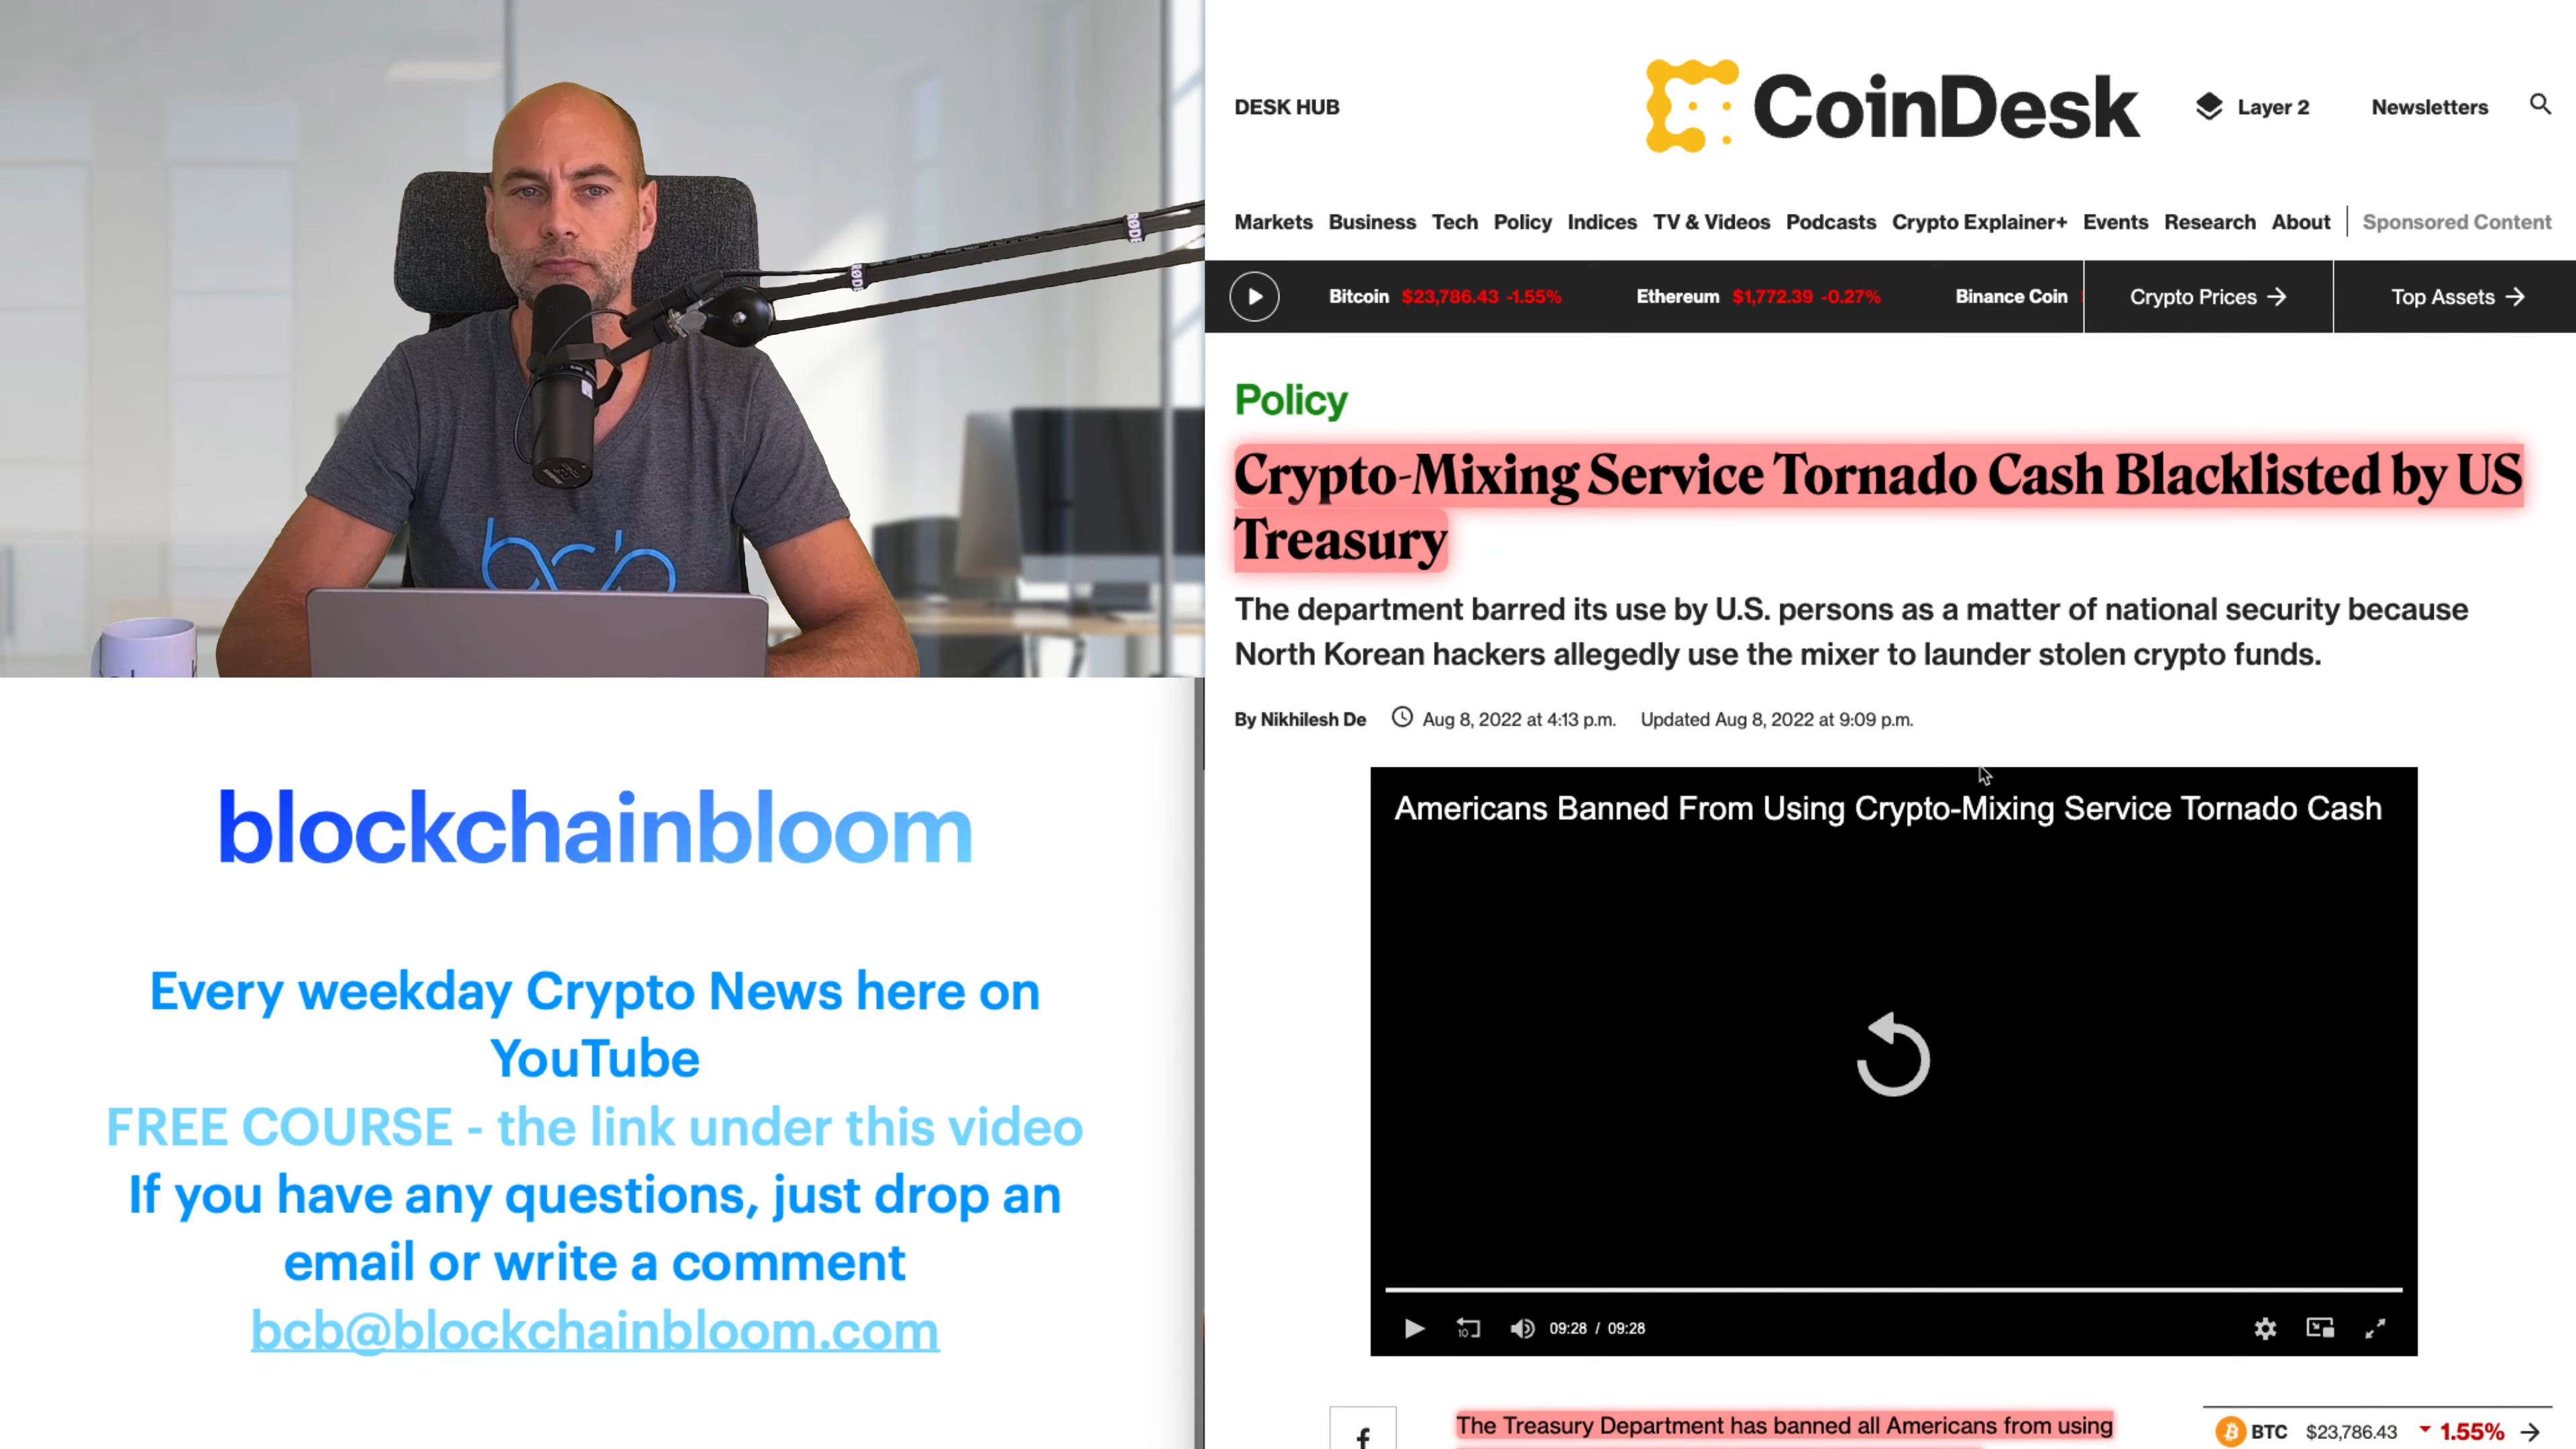 RØDE
RØDE
bcb
blockchainbloom
Every weekday Crypto News here on
YouTube
FREE COURSE - the link under this video
If you have any questions, just drop an
email or write a comment
bcb@blockchainbloom.com
DESK HUB
CoinDesk
Layer 2
Newsletters
Markets Business Tech Policy Indices TV & Videos Podcasts Crypto Explainer+ Events Research About Sponsored Content
Bitcoin $23,786.43 -1.55% Ethereum $1,772.39 -0.27% Binance Coin Crypto Prices → Top Assets →
Policy
Crypto-Mixing Service Tornado Cash Blacklisted by US
Treasury
The department barred its use by U.S. persons as a matter of national security because
North Korean hackers allegedly use the mixer to launder stolen crypto funds.
By Nikhilesh De Aug 8, 2022 at 4:13 p.m. Updated Aug 8, 2022 at 9:09 p.m.
Americans Banned From Using Crypto-Mixing Service Tornado Cash
10 09:28 / 09:28
f
The Treasury Department has banned all Americans from using
BTC $23,786.43 1.55% →